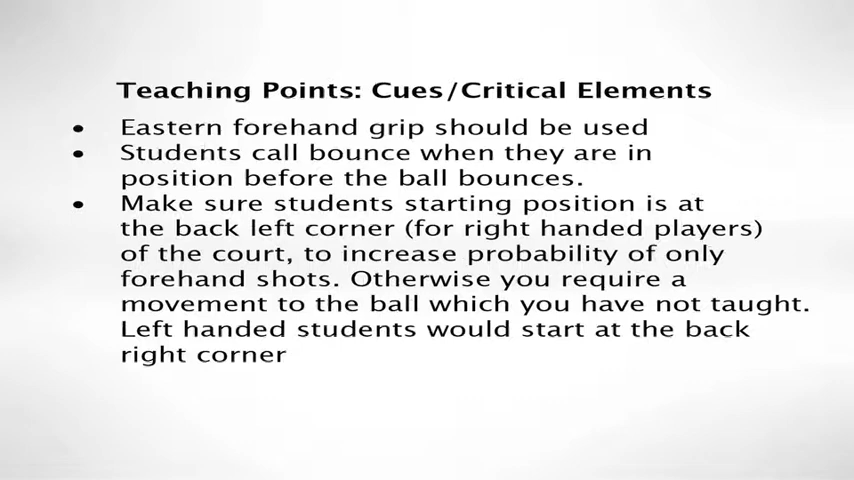 Teaching Points: Cues/Critical Elements
• Eastern forehand grip should be used
• Students call bounce when they are in
position before the ball bounces.
• Make sure students starting position is at
the back left corner (for right handed players)
of the court, to increase probability of only
forehand shots. Otherwise you require a
movement to the ball which you have not taught.
Left handed students would start at the back
right corner